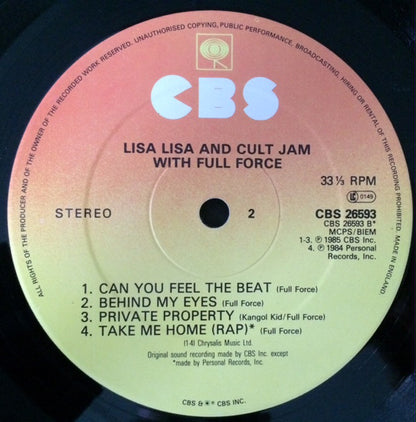 ALL RIGHTS OF THE PRODUCER AND OF THE OWNER OF THE RECORDED WORK RESERVED. UNAUTHORISED COPYING, PUBLIC PERFORMANCE, BROADCASTING, HIRING OR RENTAL OF THIS RECORDING PROHIBITED. MADE IN ENGLAND
CBS
LISA LISA AND CULT JAM
WITH FULL FORCE
33⅓ RPM
0149
STEREO
2
CBS 26593
CBS 26593 B*
MCPS/BIEM
1-3. ℗ 1985 CBS Inc.
4. ℗ 1984 Personal
Records, Inc.
1. CAN YOU FEEL THE BEAT (Full Force)
2. BEHIND MY EYES (Full Force)
3. PRIVATE PROPERTY (Kangol Kid/Full Force)
4. TAKE ME HOME (RAP)* (Full Force)
(1-4) Chrysalis Music Ltd.
Original sound recording made by CBS Inc. except
*made by Personal Records, Inc.
CBS & ® CBS INC.